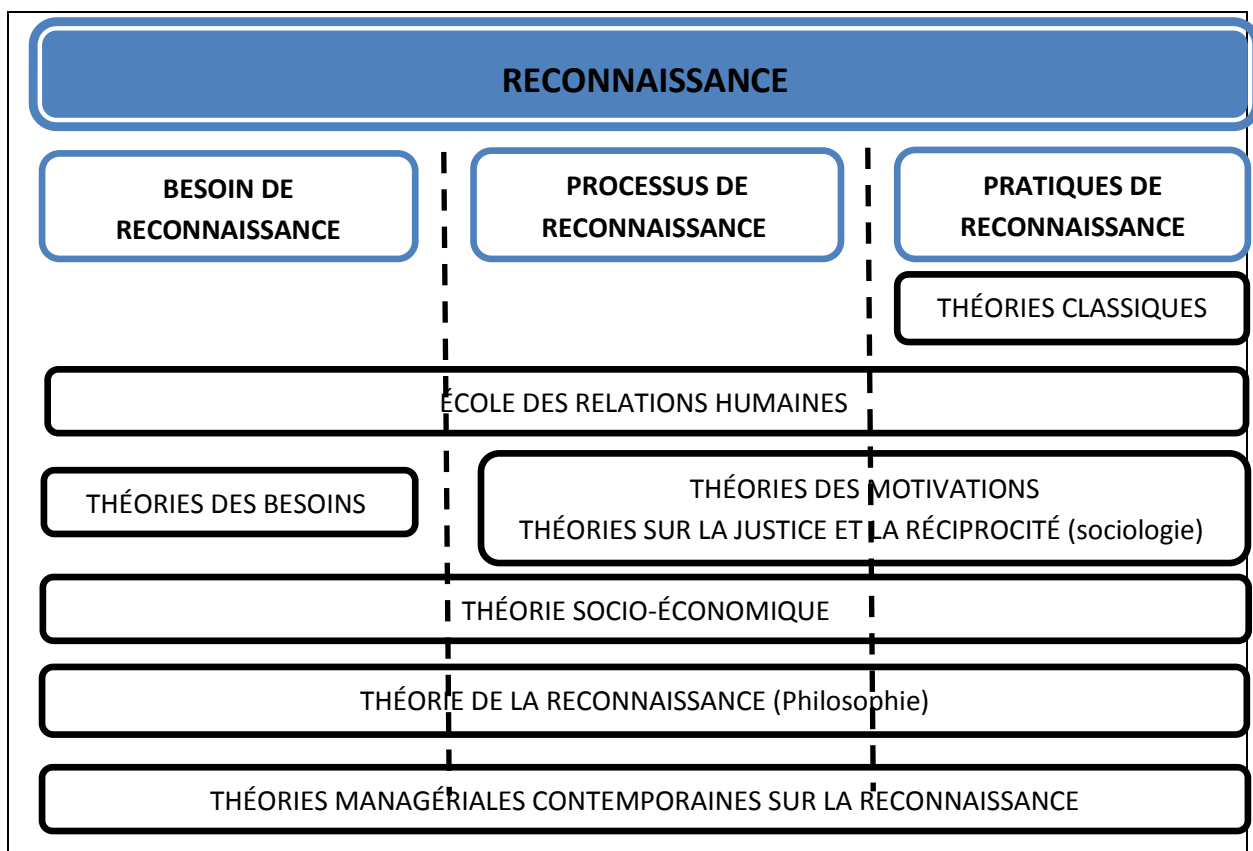 RECONNAISSANCE
BESOIN DE
RECONNAISSANCE
PROCESSUS DE
RECONNAISSANCE
PRATIQUES DE
RECONNAISSANCE
THÉORIES CLASSIQUES
ÉCOLE DES RELATIONS HUMAINES
THÉORIES DES BESOINS
THÉORIES DES MOTIVATIONS
THÉORIES SUR LA JUSTICE ET LA RÉCIPROCITÉ (sociologie)
THÉORIE SOCIO-ÉCONOMIQUE
THÉORIE DE LA RECONNAISSANCE (Philosophie)
THÉORIES MANAGÉRIALES CONTEMPORAINES SUR LA RECONNAISSANCE